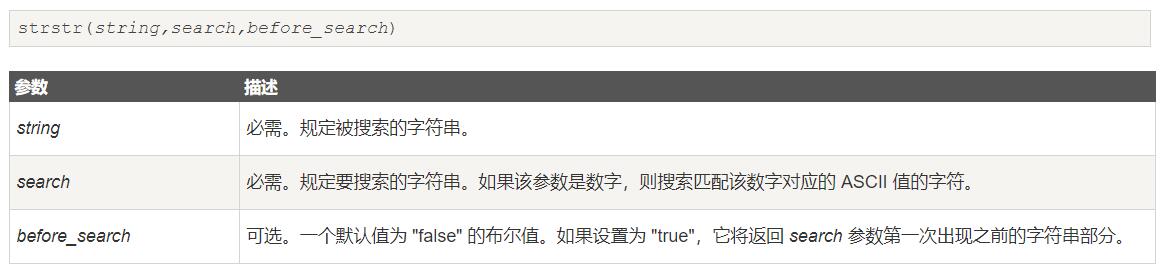 strstr(string,search,before_search)
参数 描述
string 必需。规定被搜索的字符串。
search 必需。规定要搜索的字符串。如果该参数是数字，则搜索匹配该数字对应的 ASCII 值的字符。
before_search 可选。一个默认值为 "false" 的布尔值。如果设置为 "true"，它将返回 search 参数第一次出现之前的字符串部分。